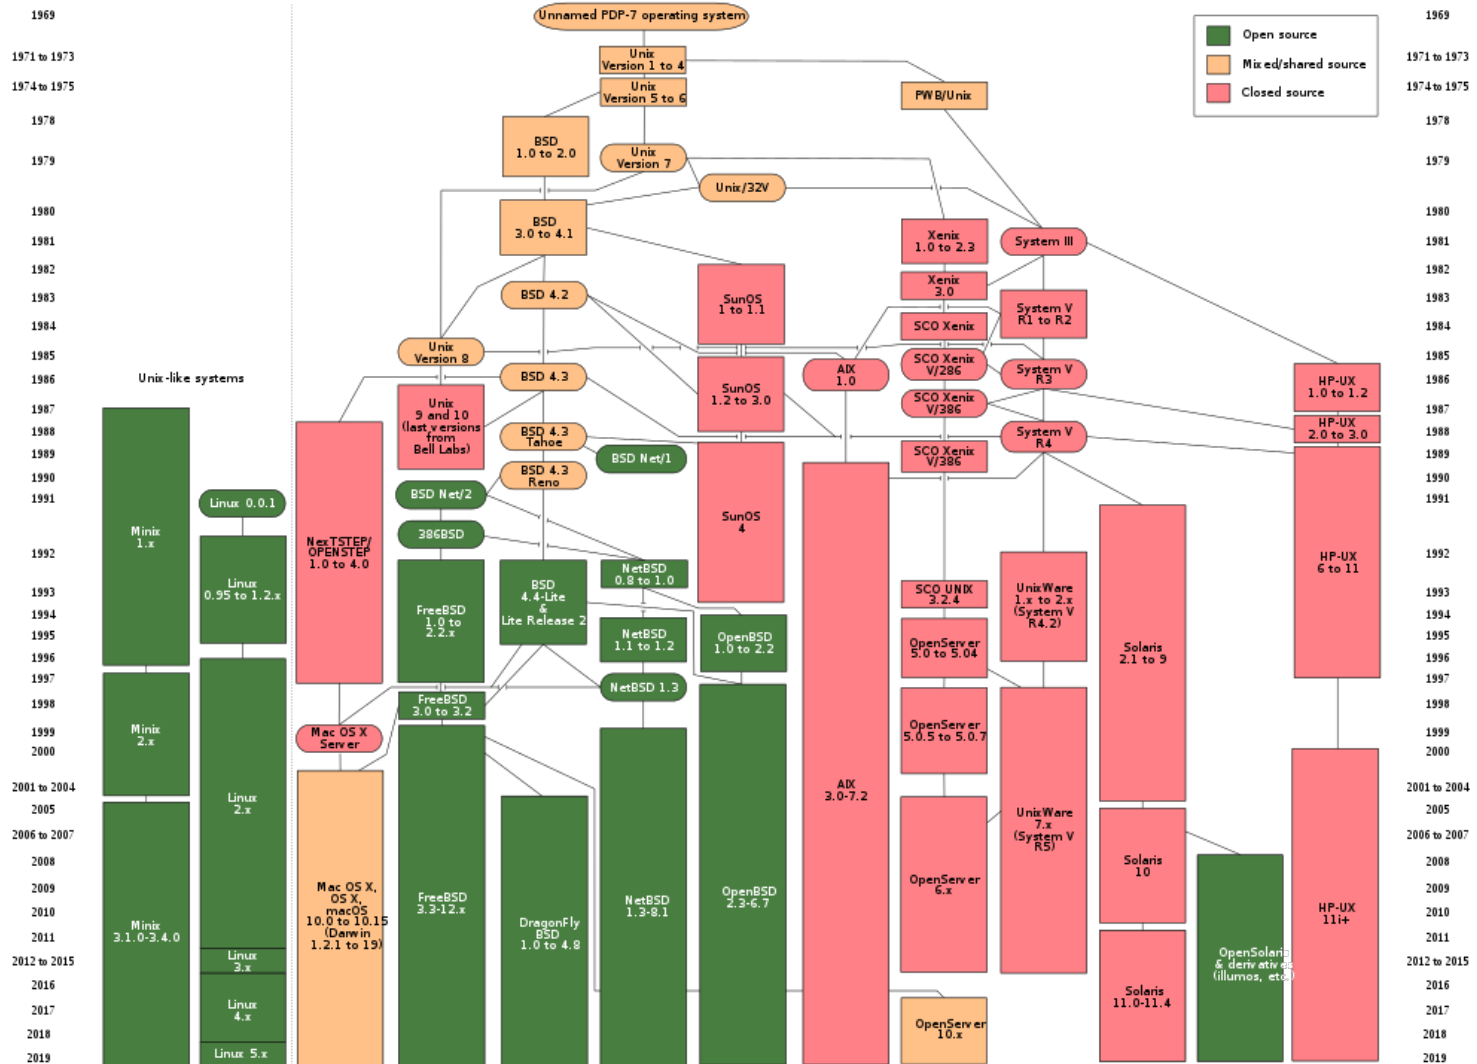 Unnamed PDP-7 operating system
1969
1969
Open source
Mixed/shared source
Closed source
1971 to 1973
Unix
Version 1 to 4
1971 to 1973
1974 to 1975
Unix
Version 5 to 6
PWB/Unix
1974 to 1975
1978
BSD
1.0 to 2.0
1978
1979
Unix
Version 7
1979
Unix/32V
1980
BSD
3.0 to 4.1
1980
1981
Xenix
1.0 to 2.3
System III
1981
1982
Xenix
3.0
1982
1983
BSD 4.2
SunOS
1 to 1.1
System V
R1 to R2
1983
1984
SCO Xenix
1984
1985
Unix
Version 8
SCO Xenix
V/286
1985
Unix-like systems
1986
BSD 4.3
SunOS
1.2 to 3.0
AIX
1.0
System V
R3
HP-UX
1.0 to 1.2
1986
1987
Unix
9 and 10
(last versions
from
Bell Labs)
SCO Xenix
V/386
1987
1988
BSD 4.3
Tahoe
System V
R4
HP-UX
2.0 to 3.0
1988
1989
BSD Net/1
SCO Xenix
V/386
1989
1990
BSD 4.3
Reno
1990
1991
Linux 0.0.1
BSD Net/2
1991
Minix
1.x
NexTSTEP/
OPENSTEP
1.0 to 4.0
386BSD
SunOS
4
1992
HP-UX
6 to 11
1992
1993
Linux
0.95 to 1.2.x
BSD
4.4-Lite
&
Lite Release 2
NetBSD
0.8 to 1.0
SCO UNIX
3.2.4
UnixWare
1.x to 2.x
(System V
R4.2)
1993
1994
FreeBSD
1.0 to
2.2.x
1994
1995
NetBSD
1.1 to 1.2
OpenBSD
1.0 to 2.2
OpenServer
5.0 to 5.04
Solaris
2.1 to 9
1995
1996
1996
1997
NetBSD 1.3
1997
1998
FreeBSD
3.0 to 3.2
1998
1999
Minix
2.x
Mac OS X
Server
OpenServer
5.0.5 to 5.0.7
1999
2000
2000
2001 to 2004
Linux
2.x
AIX
3.0-7.2
2001 to 2004
2005
UnixWare
7.x
(System V
R5)
2005
2006 to 2007
2006 to 2007
2008
Solaris
10
2008
2009
Mac OS X,
OS X,
macOS
10.0 to 10.15
(Darwin
1.2.1 to 19)
FreeBSD
3.3-12.x
NetBSD
1.3-8.1
OpenBSD
2.3-6.7
OpenServer
6.x
2009
2010
HP-UX
11i+
2010
2011
Minix
3.1.0-3.4.0
DragonFly
BSD
1.0 to 4.8
2011
2012 to 2015
Linux
3.x
OpenSolaris
& derivatives
(illumos, etc.)
2012 to 2015
2016
Solaris
11.0-11.4
2016
2017
Linux
4.x
2017
2018
OpenServer
10.x
2018
2019
Linux 5.x
2019